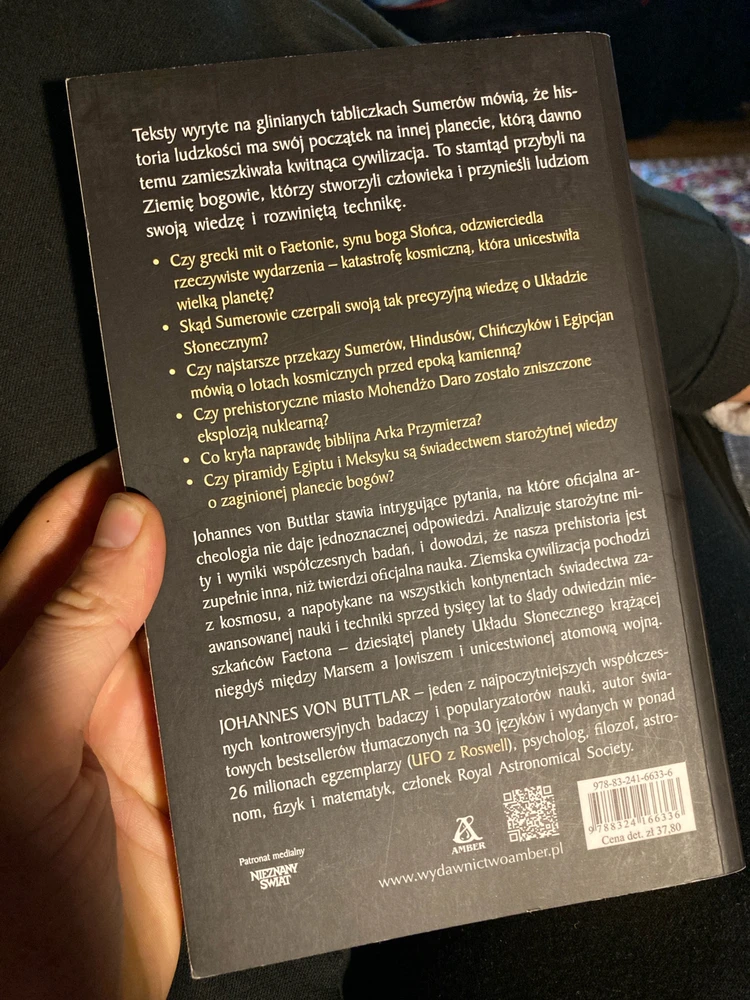 Teksty wyryte na glinianych tabliczkach Sumerów mówią, że his-
toria ludzkości ma swój początek na innej planecie, którą dawno
temu zamieszkiwała kwitnąca cywilizacja. To stamtąd przybyli na
Ziemię bogowie, którzy stworzyli człowieka i przynieśli ludziom
swoją wiedzę i rozwiniętą technikę.
• Czy grecki mit o Faetonie, synu boga Słońca, odzwierciedla
rzeczywiste wydarzenia – katastrofę kosmiczną, która unicestwiła
wielką planetę?
• Skąd Sumerowie czerpali swoją tak precyzyjną wiedzę o Układzie
Słonecznym?
• Czy najstarsze przekazy Sumerów, Hindusów, Chińczyków i Egipcjan
mówią o lotach kosmicznych przed epoką kamienną?
• Czy prehistoryczne miasto Mohendżo Daro zostało zniszczone
eksplozją nuklearną?
• Co kryła naprawdę biblijna Arka Przymierza?
• Czy piramidy Egiptu i Meksyku są świadectwem starożytnej wiedzy
o zaginionej planecie bogów?
Johannes von Buttlar stawia intrygujące pytania, na które oficjalna ar-
cheologia nie daje jednoznacznej odpowiedzi. Analizuje starożytne mi-
ty i wyniki współczesnych badań, i dowodzi, że nasza prehistoria jest
zupełnie inna, niż twierdzi oficjalna nauka. Ziemska cywilizacja pochodzi
z kosmosu, a napotykane na wszystkich kontynentach świadectwa za-
awansowanej nauki i techniki sprzed tysięcy lat to ślady odwiedzin mie-
szkańców Faetona – dziesiątej planety Układu Słonecznego krążącej
niegdyś między Marsem a Jowiszem i unicestwionej atomową wojną.
JOHANNES VON BUTTLAR – jeden z najpoczytniejszych współczes-
nych kontrowersyjnych badaczy i popularyzatorów nauki, autor świa-
towych bestsellerów tłumaczonych na 30 języków i wydanych w ponad
26 milionach egzemplarzy (UFO z Roswell), psycholog, filozof, astro-
nom, fizyk i matematyk, członek Royal Astronomical Society.
Patronat medialny
NIEZNANY
ŚWIAT
AMBER
www.wydawnictwoamber.pl
978-83-241-6633-6
9 788324 166336
Cena det. zł 37,80